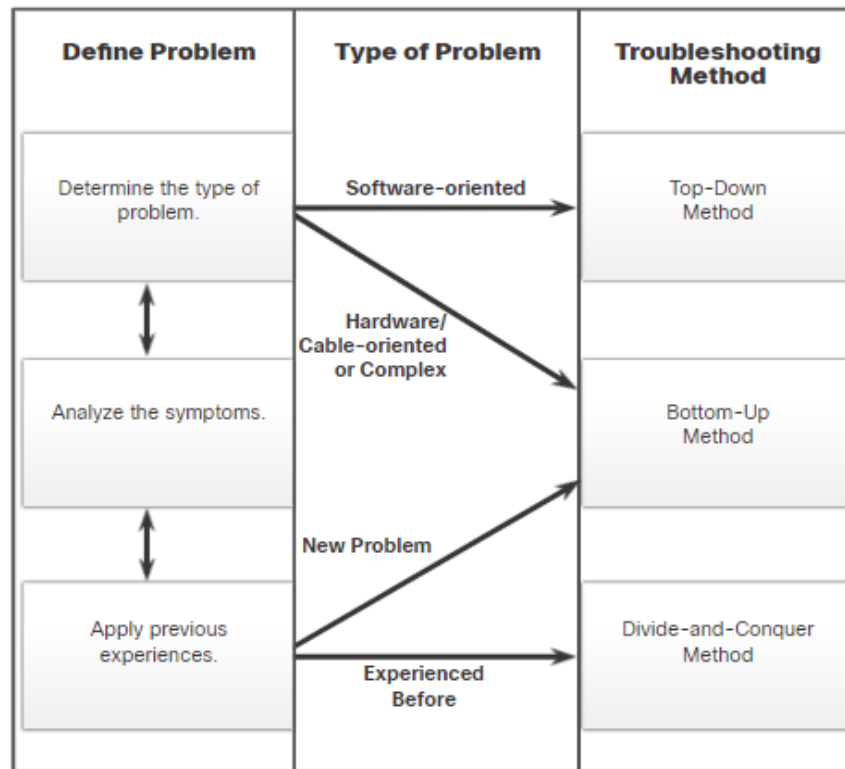 Define Problem
Type of Problem
Troubleshooting
Method
Determine the type of
problem.
Software-oriented
Top-Down
Method
Hardware/
Cable-oriented
or Complex
Analyze the symptoms.
Bottom-Up
Method
New Problem
Apply previous
experiences.
Experienced
Before
Divide-and-Conquer
Method